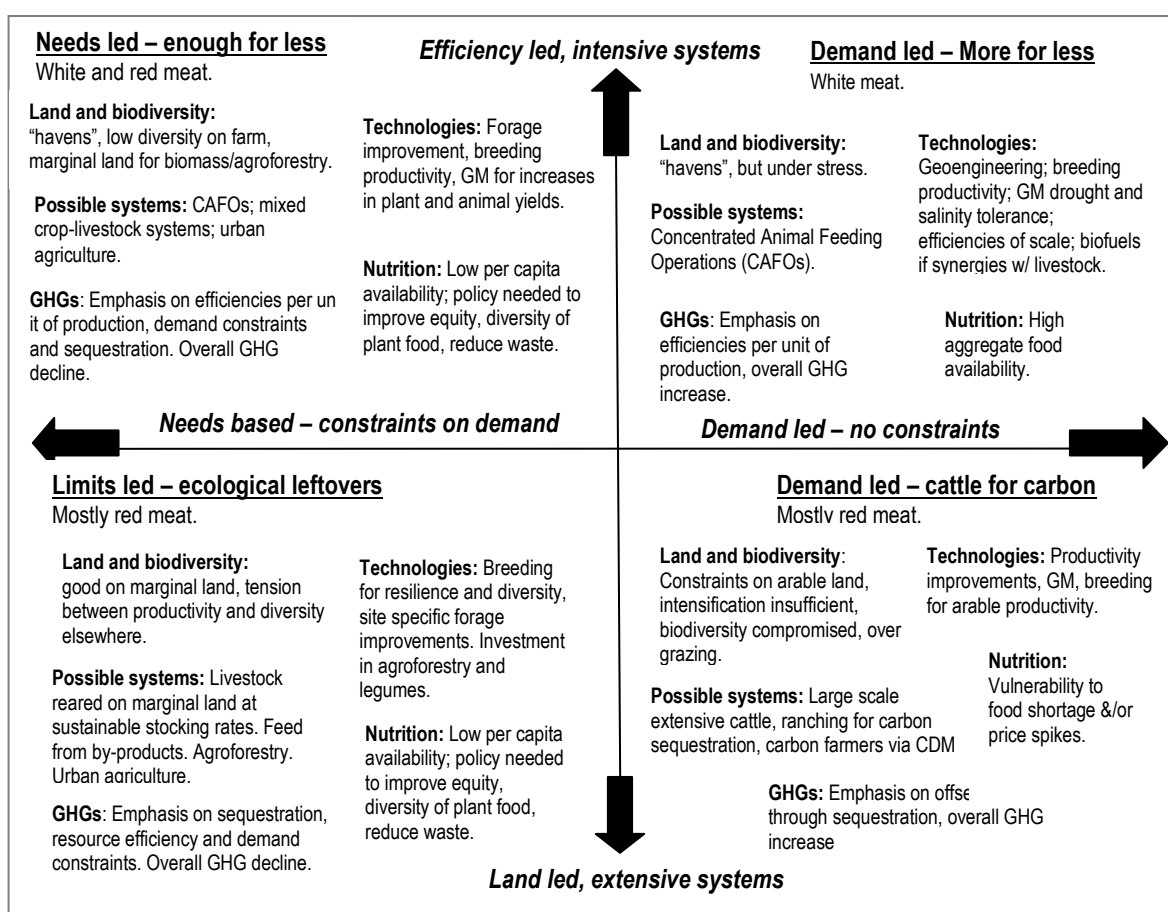 Needs led – enough for less
White and red meat.
Land and biodiversity:
“havens”, low diversity on farm,
marginal land for biomass/agroforestry.
Possible systems: CAFOs; mixed
crop-livestock systems; urban
agriculture.
GHGs: Emphasis on efficiencies per un
it of production, demand constraints
and sequestration. Overall GHG
decline.
Technologies: Forage
improvement, breeding
productivity, GM for increases
in plant and animal yields.
Nutrition: Low per capita
availability; policy needed to
improve equity, diversity of
plant food, reduce waste.
Efficiency led, intensive systems
Demand led – More for less
White meat.
Land and biodiversity:
“havens”, but under stress.
Possible systems:
Concentrated Animal Feeding
Operations (CAFOs).
GHGs: Emphasis on
efficiencies per unit of
production, overall GHG
increase.
Technologies:
Geoengineering; breeding
productivity; GM drought and
salinity tolerance;
efficiencies of scale; biofuels
if synergies w/ livestock.
Nutrition: High
aggregate food
availability.
Needs based – constraints on demand
Demand led – no constraints
Limits led – ecological leftovers
Mostly red meat.
Land and biodiversity:
good on marginal land, tension
between productivity and diversity
elsewhere.
Possible systems: Livestock
reared on marginal land at
sustainable stocking rates. Feed
from by-products. Agroforestry.
Urban agriculture.
GHGs: Emphasis on sequestration,
resource efficiency and demand
constraints. Overall GHG decline.
Technologies: Breeding
for resilience and diversity,
site specific forage
improvements. Investment
in agroforestry and
legumes.
Nutrition: Low per capita
availability; policy needed
to improve equity,
diversity of plant food,
reduce waste.
Demand led – cattle for carbon
Mostly red meat.
Land and biodiversity:
Constraints on arable land,
intensification insufficient,
biodiversity compromised, over
grazing.
Possible systems: Large scale
extensive cattle, ranching for carbon
sequestration, carbon farmers via CDM
Technologies: Productivity
improvements, GM, breeding
for arable productivity.
Nutrition:
Vulnerability to
food shortage &/or
price spikes.
GHGs: Emphasis on offse
through sequestration, overall GHG
increase
Land led, extensive systems